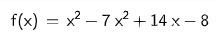 f(x) = x² – 7 x² + 14 x – 8